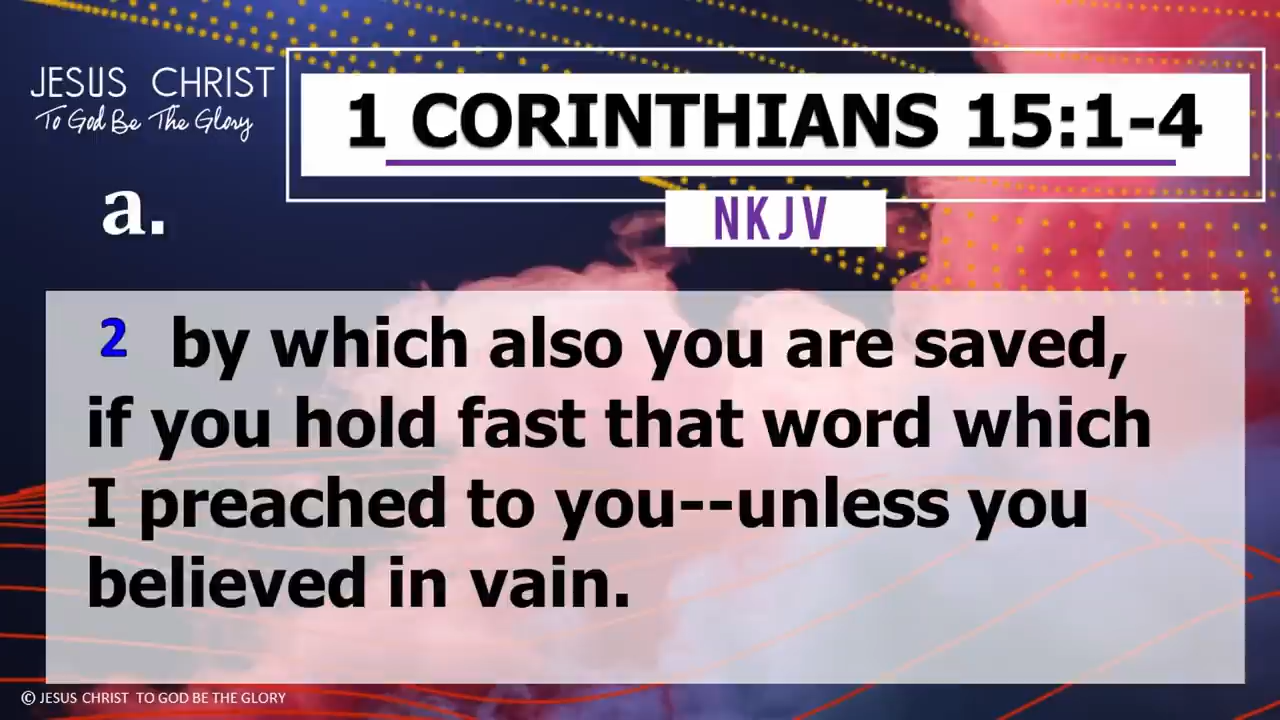 JESUS CHRIST
To God Be The Glory
1 CORINTHIANS 15:1-4
NKJV
a.
2 by which also you are saved,
if you hold fast that word which
I preached to you--unless you
believed in vain.
© JESUS CHRIST TO GOD BE THE GLORY